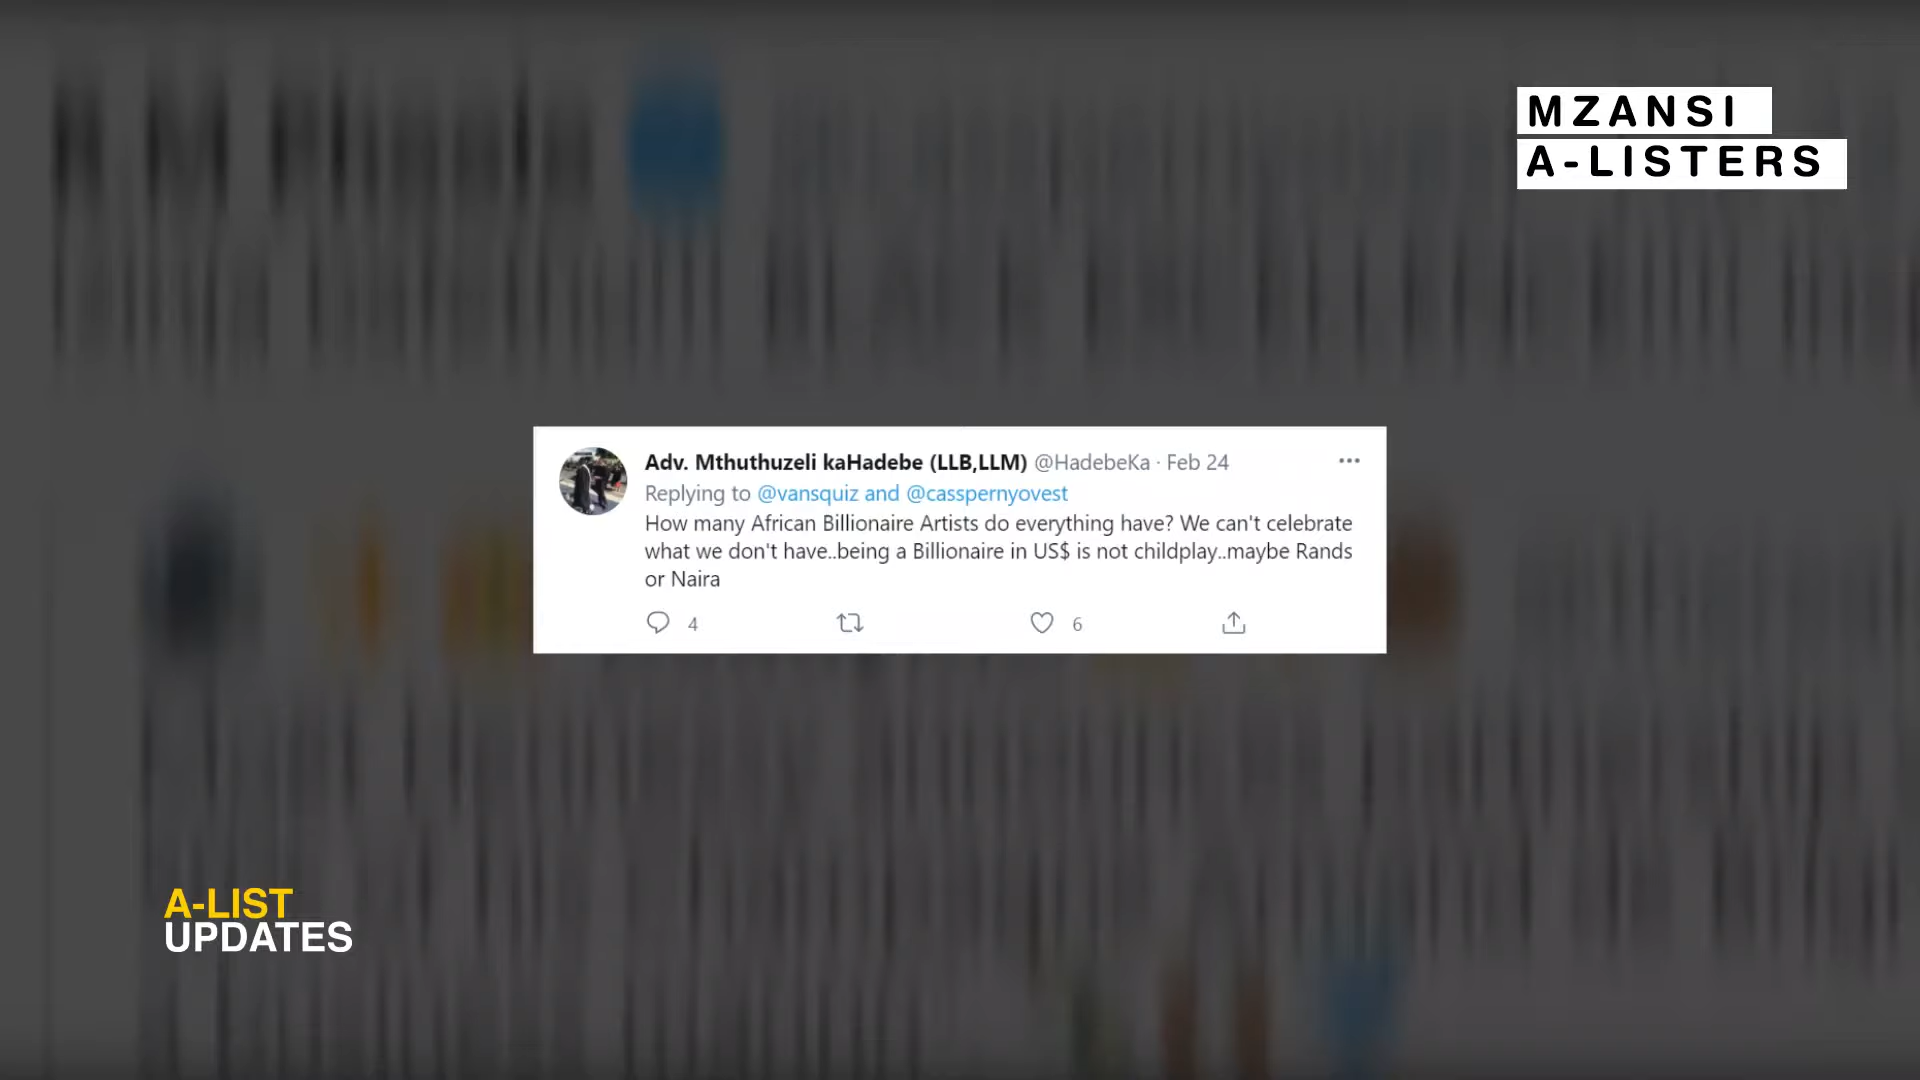 MZANSI
A-LISTERS
Adv. Mthuthuzeli kaHadebe (LLB,LLM) @HadebeKa · Feb 24
Replying to @vansquiz and @casspernyovest
How many African Billionaire Artists do everything have? We can't celebrate
what we don't have..being a Billionaire in US$ is not childplay..maybe Rands
or Naira
4
6
A-LIST
UPDATES